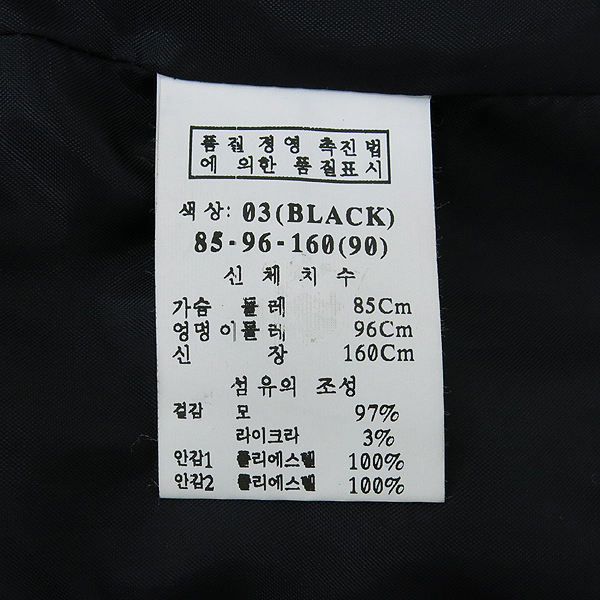 품질 경영 촉진법
에 의한 품질표시
색상: 03(BLACK)
85-96-160(90)
신체치수
가슴 둘레 85Cm
엉덩이둘레 96Cm
신 장 160Cm
섬유의 조성
겉감 모 97%
라이크라 3%
안감1 폴리에스텔 100%
안감2 폴리에스텔 100%